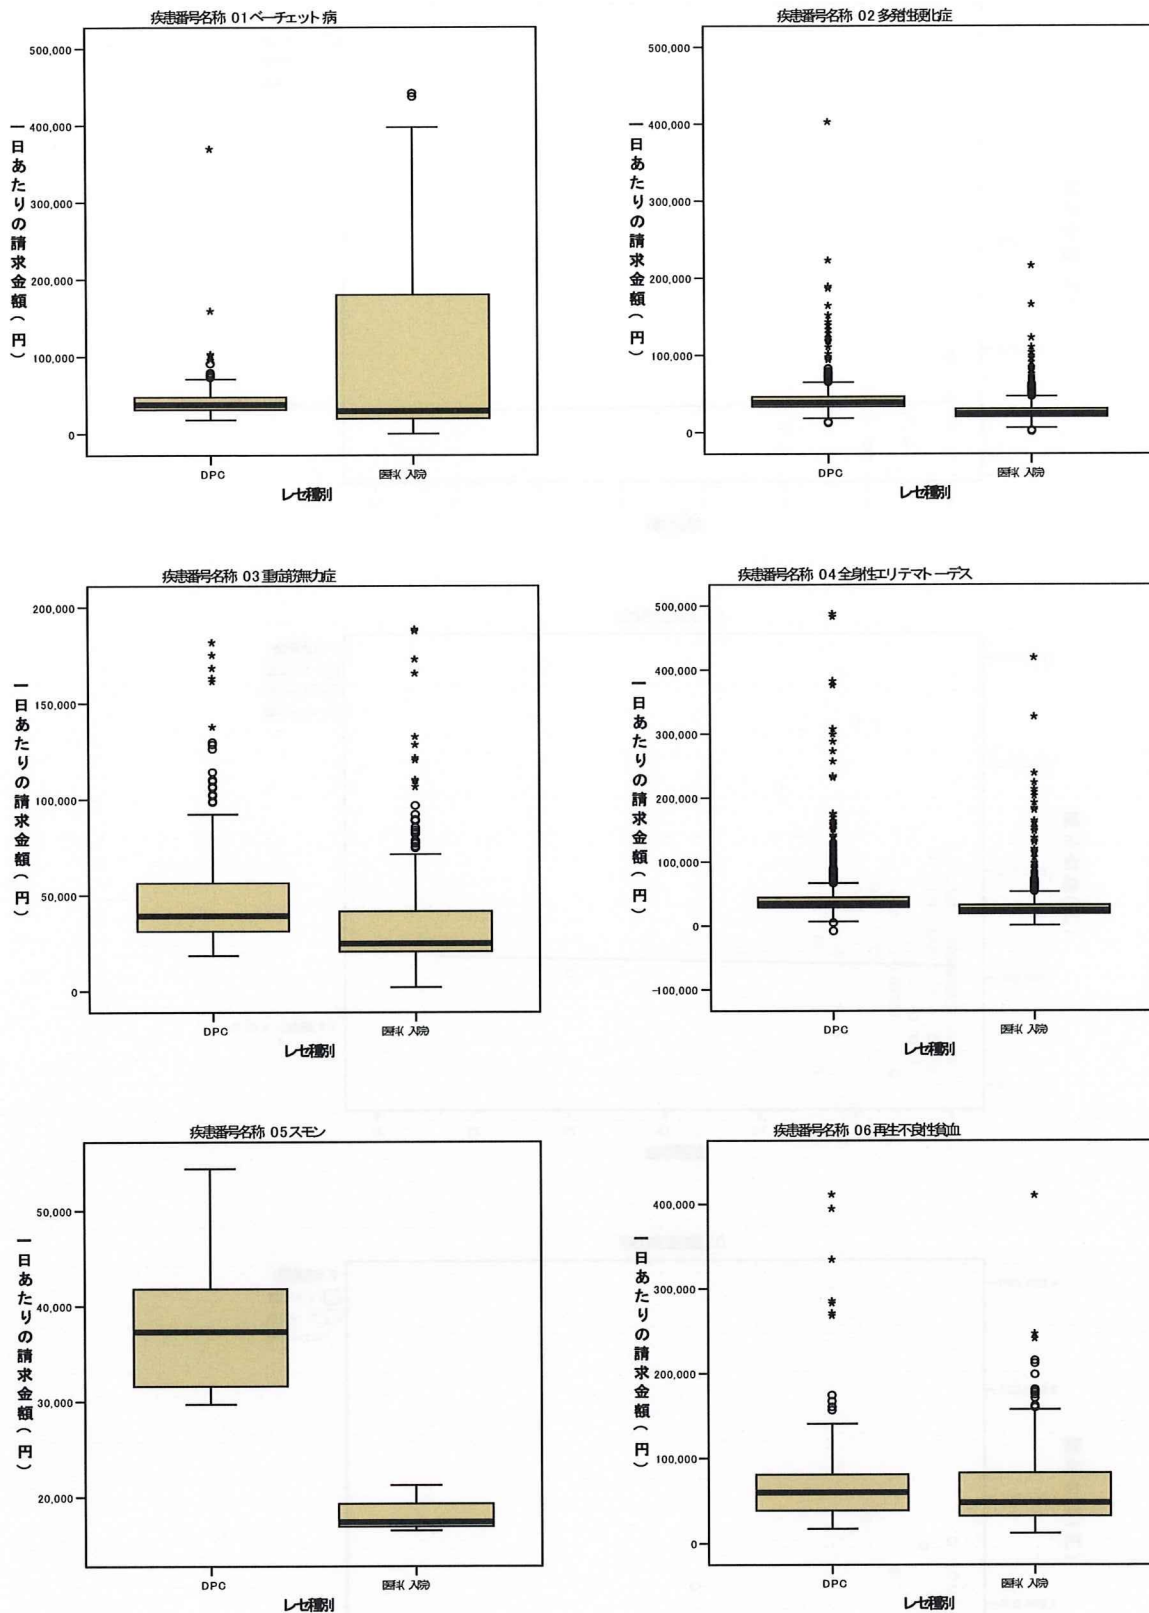 疾患番号名称 01ベーチェット病
500,000
400,000
300,000
200,000
100,000
0
一日あたりの請求金額(円)
DPC
医科(入院)
レセ種別
疾患番号名称 02多発性硬化症
500,000
400,000
300,000
200,000
100,000
0
一日あたりの請求金額(円)
DPC
医科(入院)
レセ種別
疾患番号名称 03重症筋無力症
200,000
150,000
100,000
50,000
0
一日あたりの請求金額(円)
DPC
医科(入院)
レセ種別
疾患番号名称 04全身性エリテマトーデス
500,000
400,000
300,000
200,000
100,000
0
-100,000
一日あたりの請求金額(円)
DPC
医科(入院)
レセ種別
疾患番号名称 05スモン
50,000
40,000
30,000
20,000
一日あたりの請求金額(円)
DPC
医科(入院)
レセ種別
疾患番号名称 06再生不良性貧血
400,000
300,000
200,000
100,000
0
一日あたりの請求金額(円)
DPC
医科(入院)
レセ種別